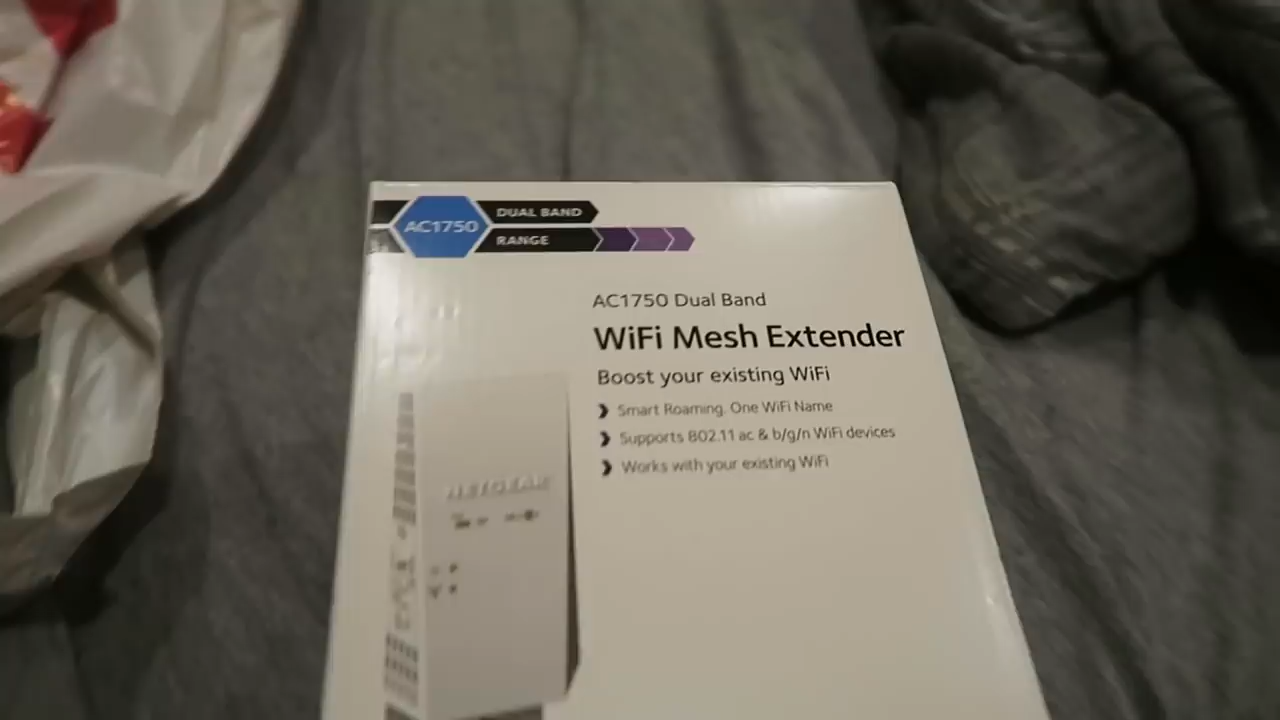 AC1750
DUAL BAND
RANGE
AC1750 Dual Band
WiFi Mesh Extender
Boost your existing WiFi
Smart Roaming. One WiFi Name
Supports 802.11 ac & b/g/n WiFi devices
Works with your existing WiFi
NETGEAR